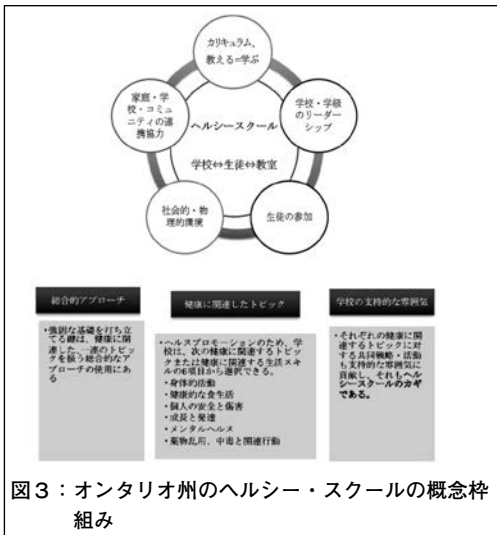 カリキュラム、
教える=学ぶ
家庭・学
校・コミュ
ニティの連
携協力
学校・学級
のリーダー
シップ
ヘルシースクール
学校⇔生徒⇔教室
社会的・物
理的環境
生徒の参加
総合的アプローチ
・強固な基礎を打ち立
てる鍵は、健康に関
連した一連のトピッ
クを扱う総合的なア
プローチの使用にあ
る
健康に関連したトピック
・ヘルスプロモーションのため、学
校は、次の健康に関連するトピッ
クまたは健康に関連する生活スキ
ルの6項目から選択できる。
・身体的活動
・健康的な食生活
・個人の安全と傷害
・成長と発達
・メンタルヘルス
・薬物乱用、中毒と関連行動
学校の支持的な雰囲気
・それぞれの健康に関
連するトピックに対
する共同戦略・活動
も支持的な雰囲気に
貢献し、それもヘル
シースクールのカギ
である。
図3：オンタリオ州のヘルシー・スクールの概念枠
組み